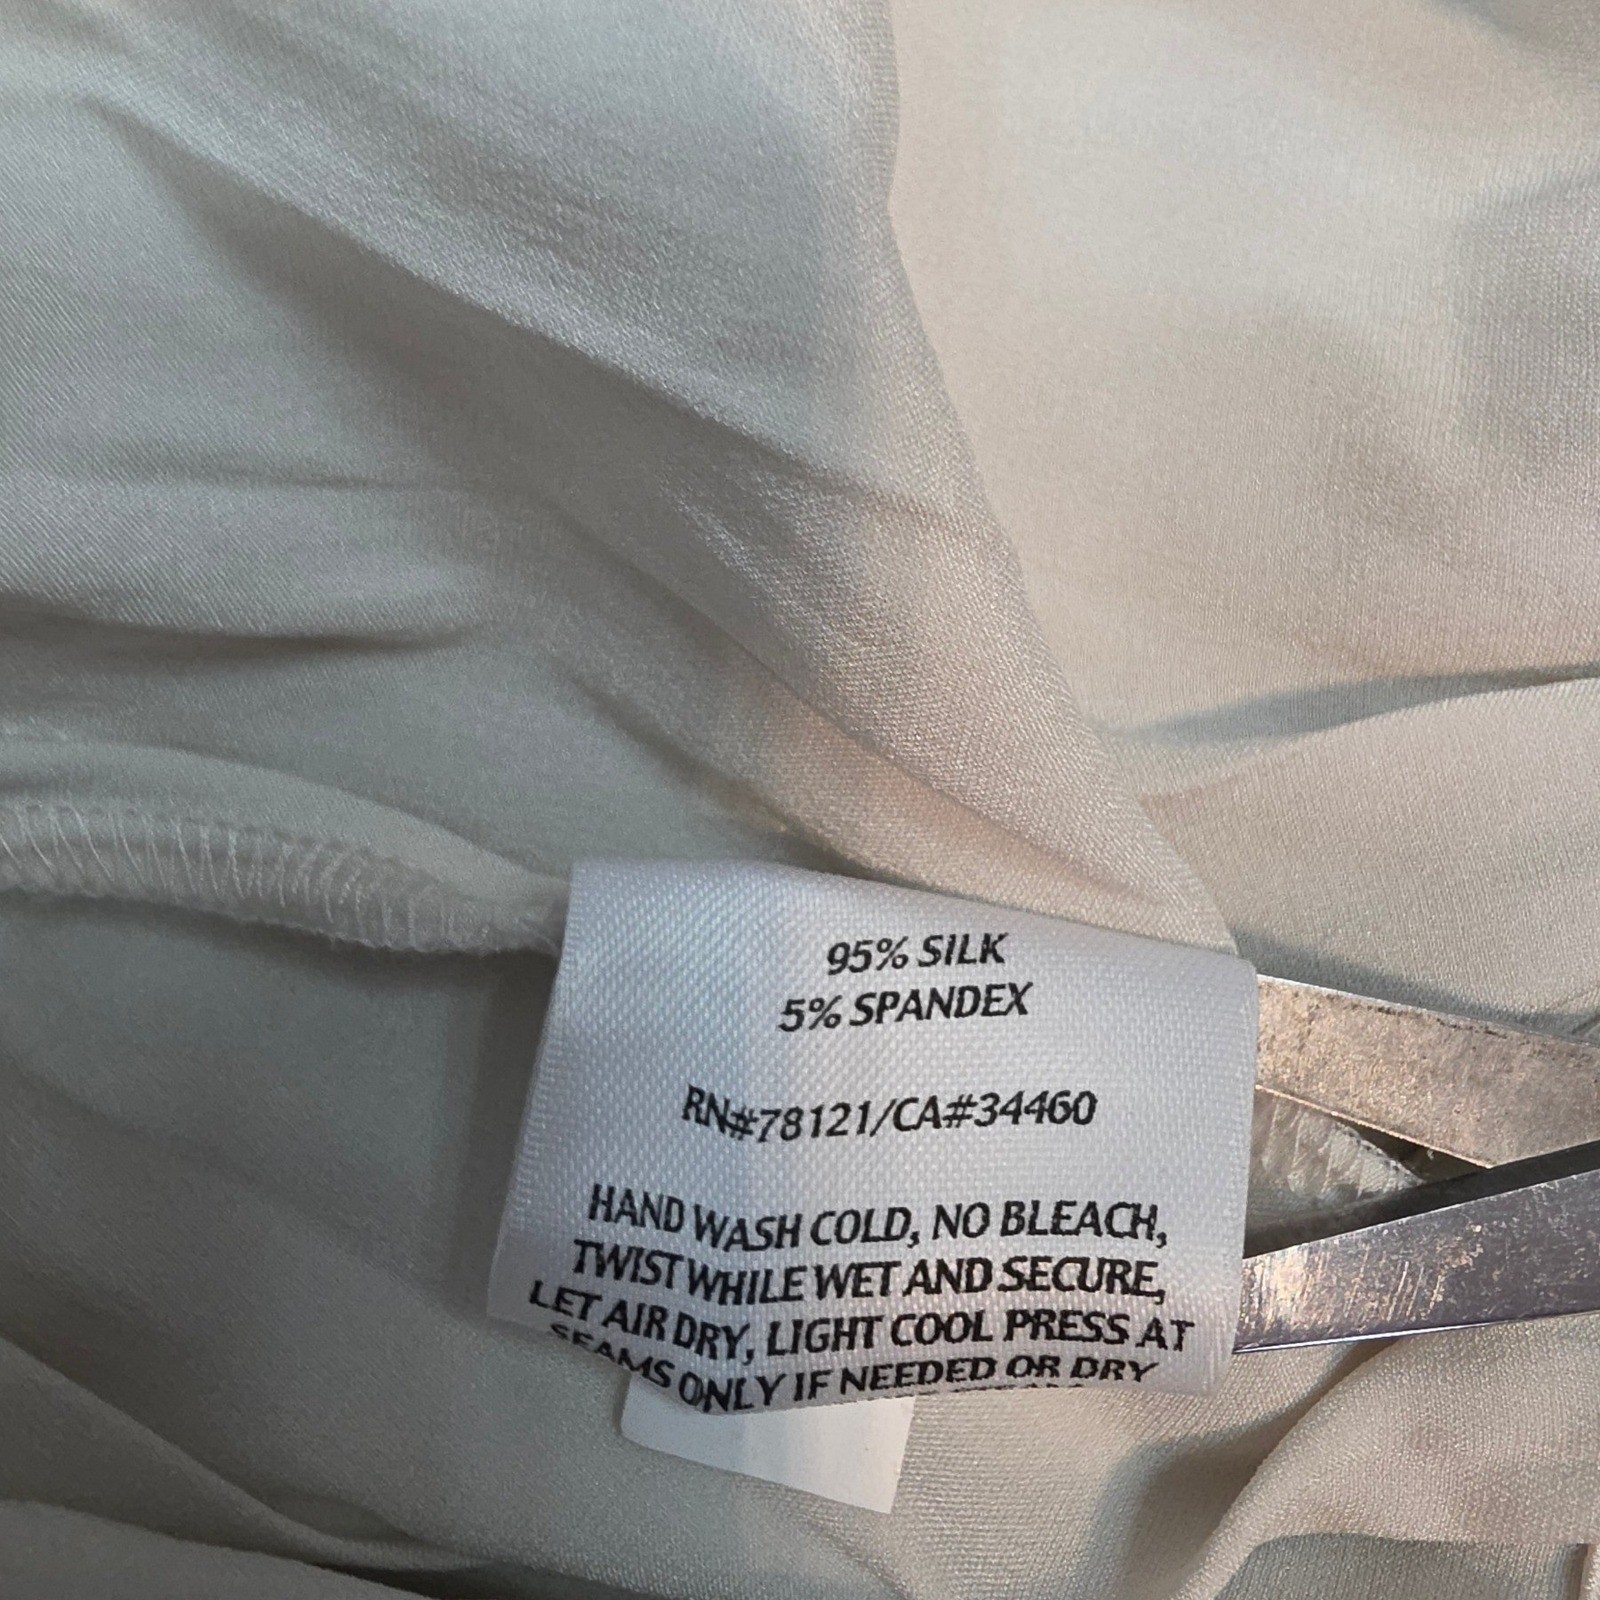 95% SILK
5% SPANDEX
RN#78121/CA#34460
HAND WASH COLD, NO BLEACH,
TWIST WHILE WET AND SECURE,
LET AIR DRY, LIGHT COOL PRESS AT
SEAMS ONLY IF NEEDED OR DRY